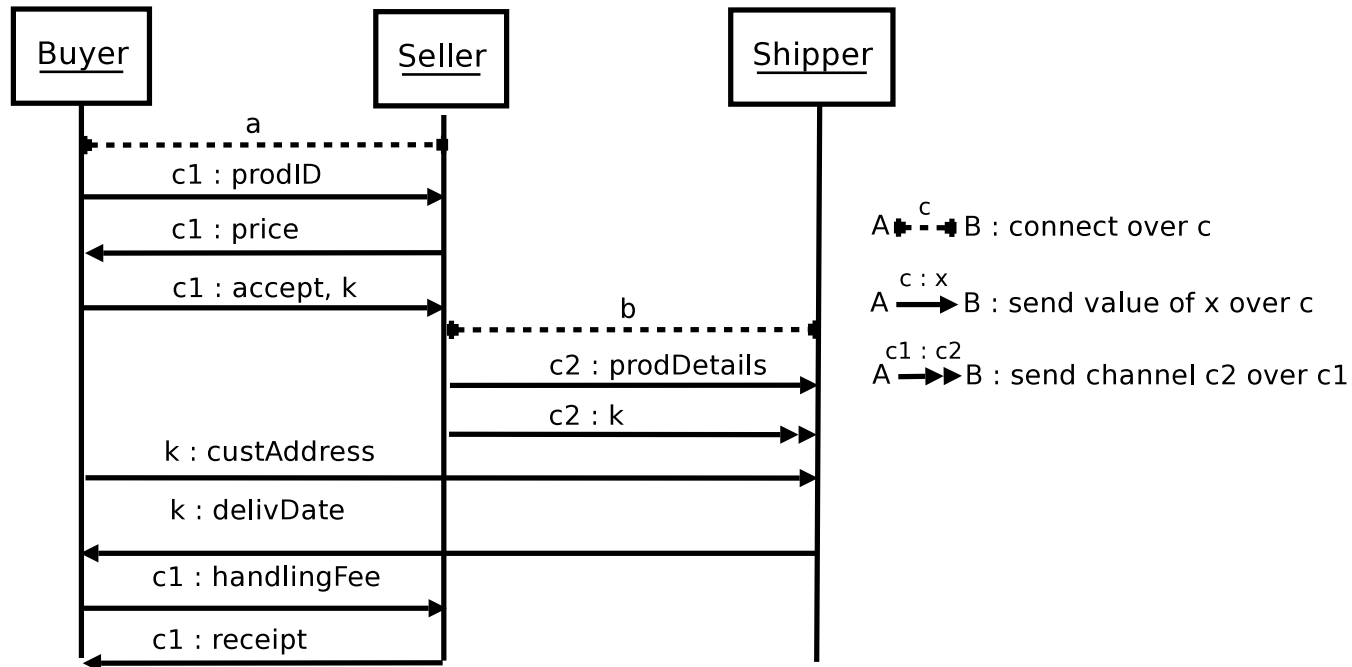 Buyer
Seller
Shipper
a
c1 : prodID
c1 : price
c1 : accept, k
b
c2 : prodDetails
c2 : k
k : custAddress
k : delivDate
c1 : handlingFee
c1 : receipt
c
A B : connect over c
c : x
A B : send value of x over c
c1 : c2
A B : send channel c2 over c1